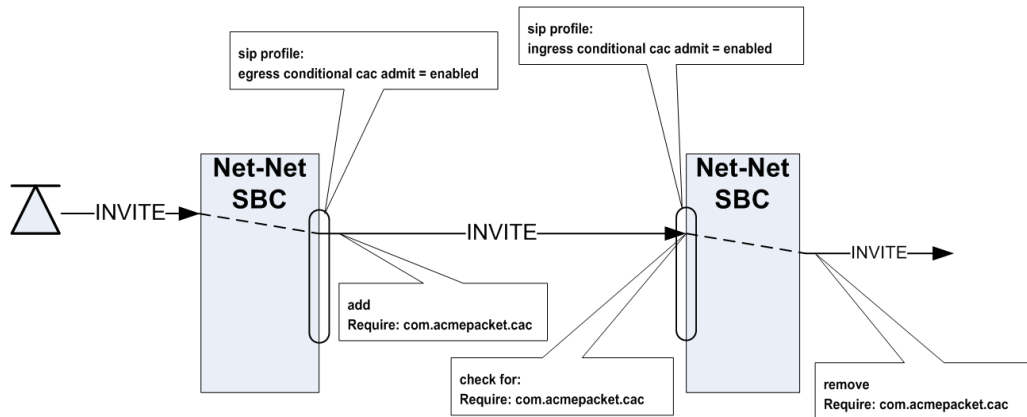 sip profile:
egress conditional cac admit = enabled
sip profile:
ingress conditional cac admit = enabled
Net-Net
SBC
Net-Net
SBC
INVITE
INVITE
INVITE
add
Require: com.acmepacket.cac
check for:
Require: com.acmepacket.cac
remove
Require: com.acmepacket.cac